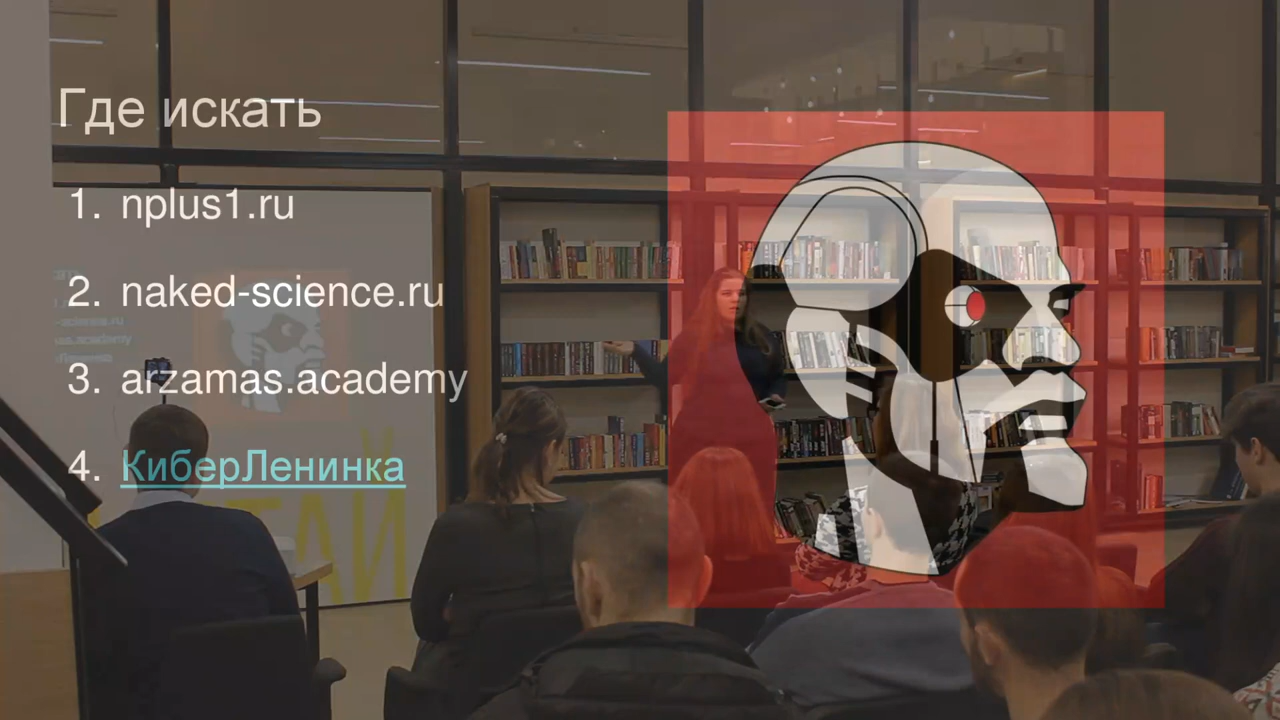 Где искать
1. nplus1.ru
2. naked-science.ru
3. arzamas.academy
4. КиберЛенинка